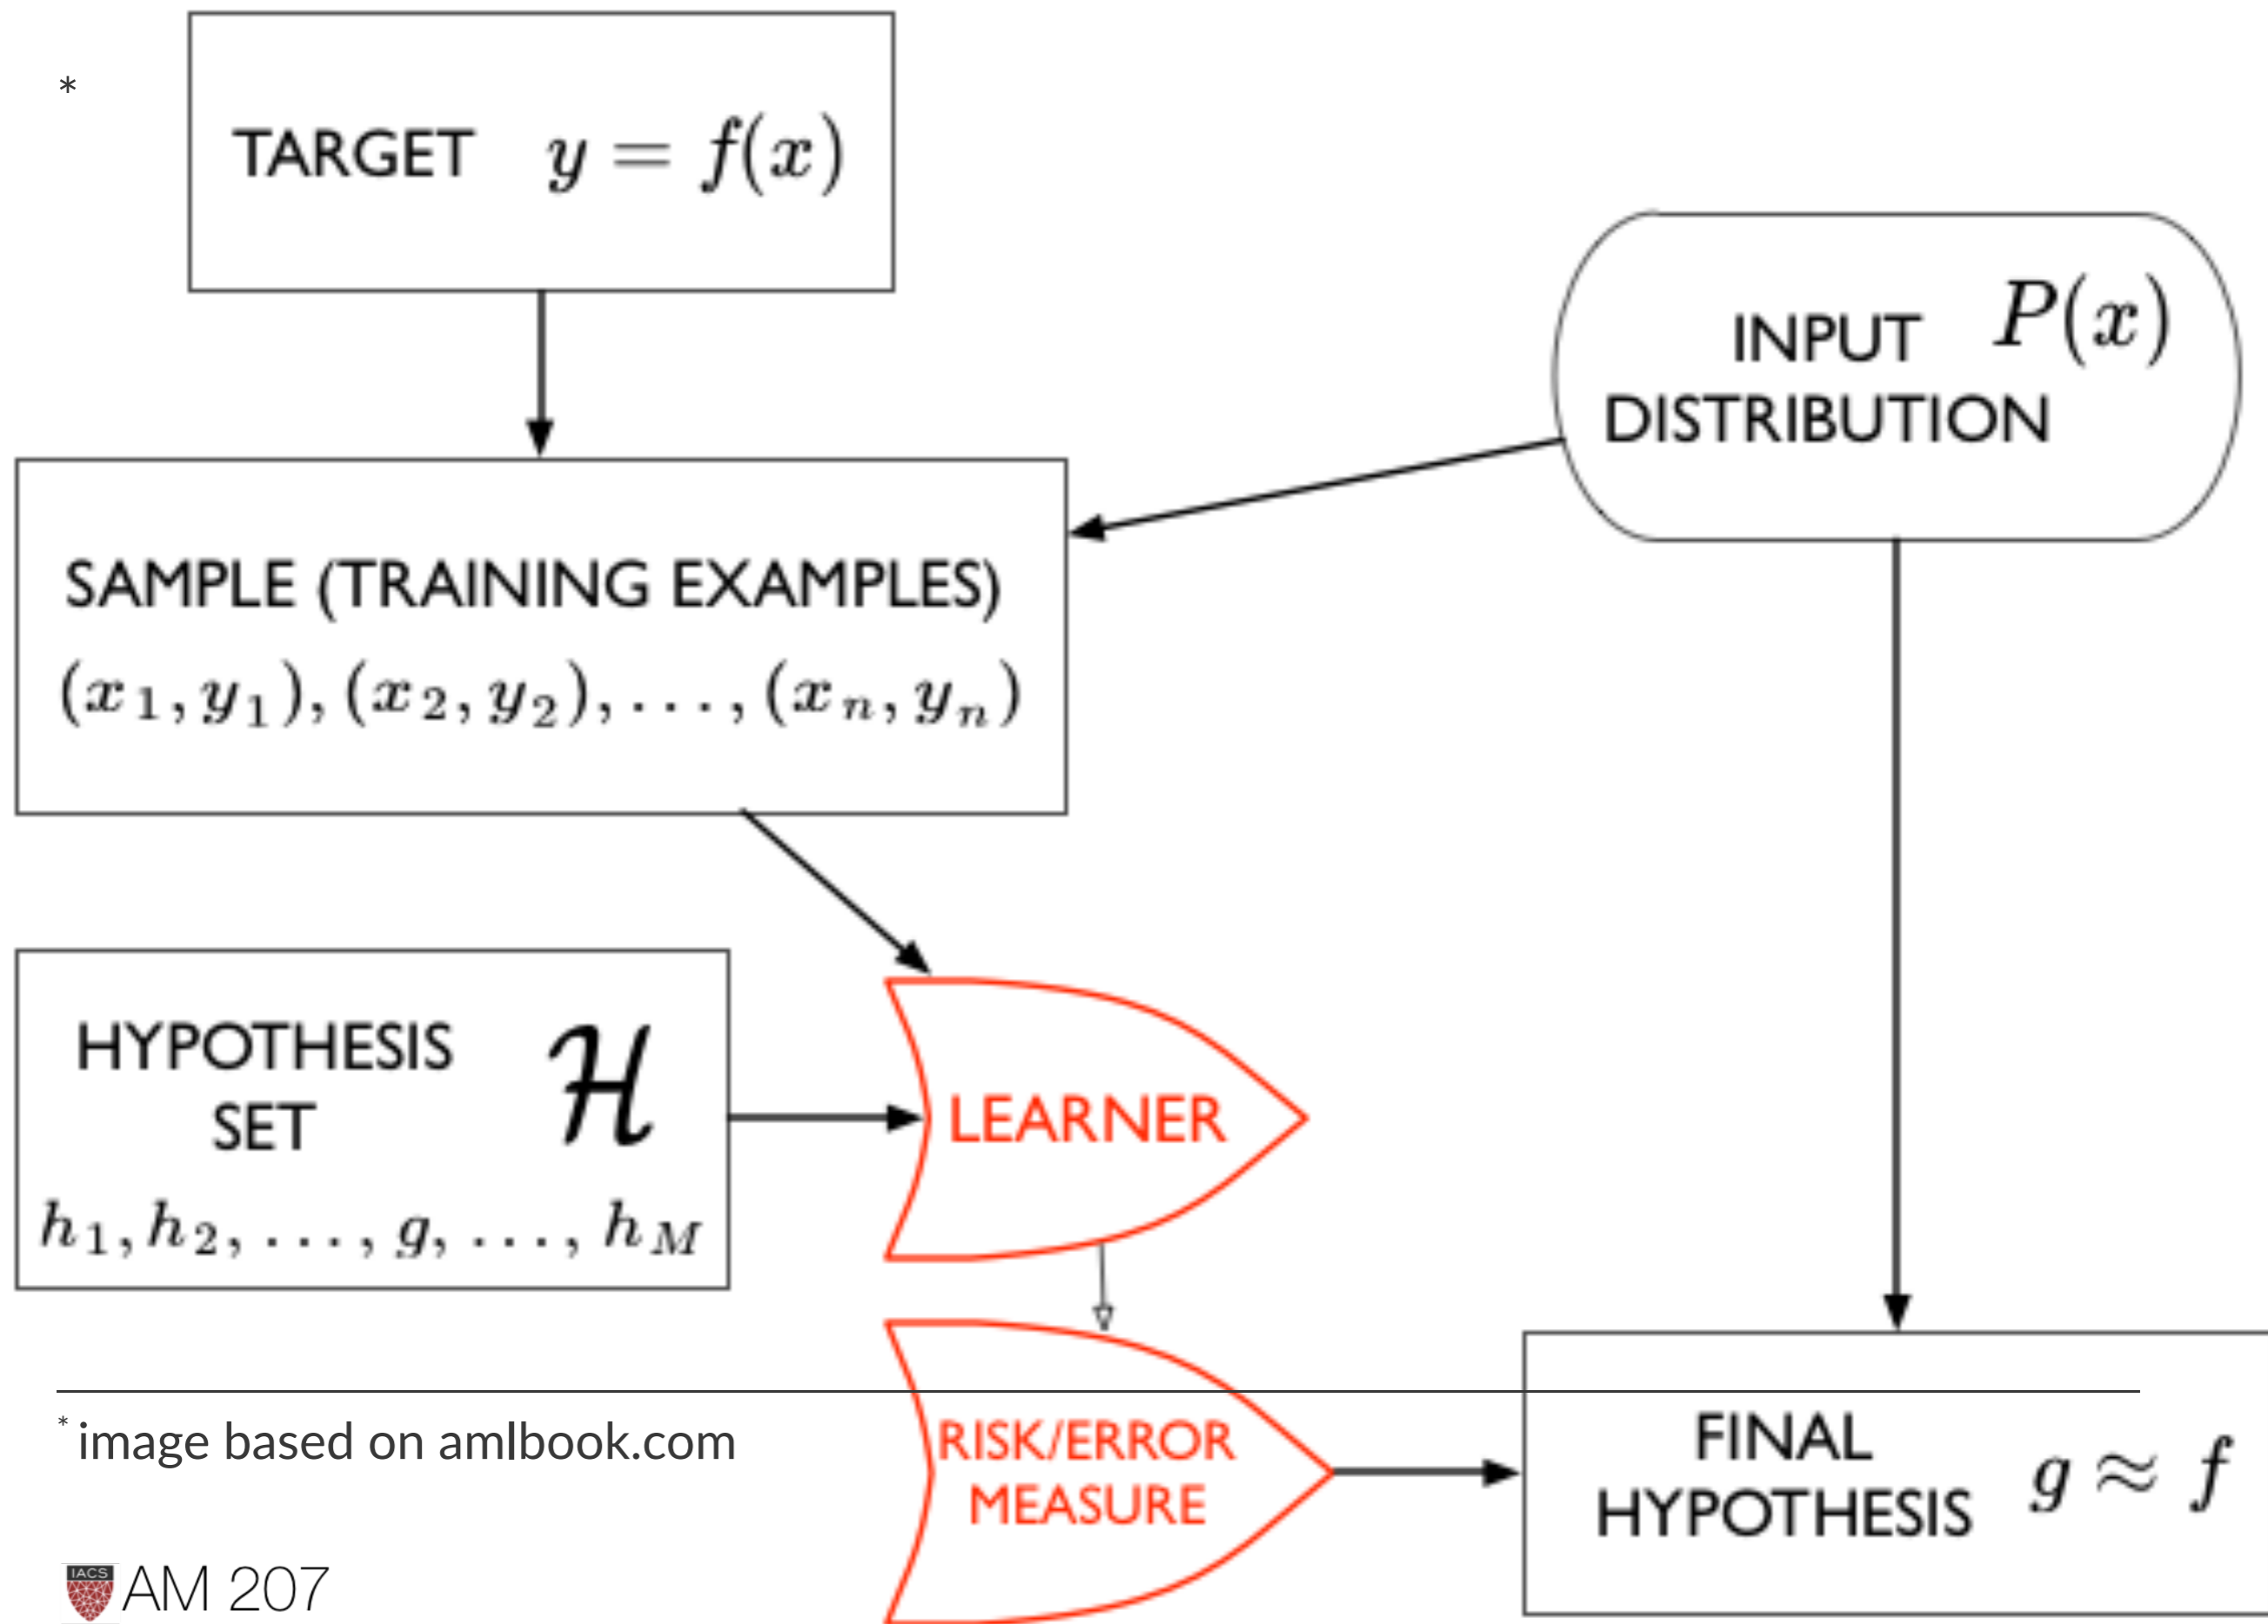 *
TARGET y = f(x)
INPUT P(x)
DISTRIBUTION
SAMPLE (TRAINING EXAMPLES)
(x₁, y₁), (x₂, y₂), . . . , (xₙ, yₙ)
HYPOTHESIS
SET ℋ
h₁, h₂, . . . , g, . . . , h_M
LEARNER
RISK/ERROR
MEASURE
FINAL
HYPOTHESIS g ≈ f
* image based on amlbook.com
IACS
AM 207